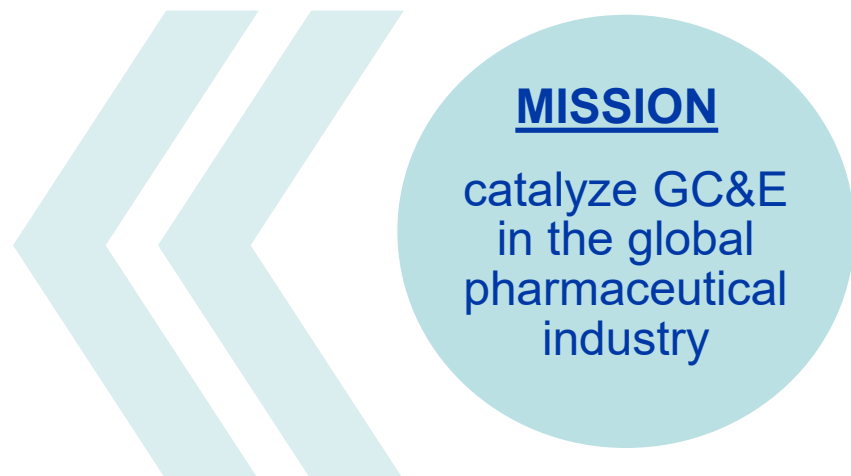 MISSION
catalyze GC&E
in the global
pharmaceutical
industry